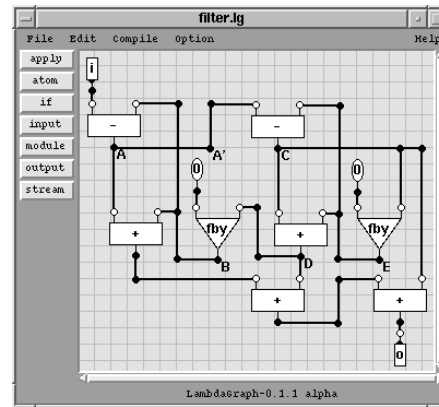 filter.lg
File Edit Compile Option Help
apply
atom
if
input
module
output
stream
i
- -
A A' C
0 0
+ fby + fby
B D E
+ +
o
LambdaGraph-0.1.1 alpha